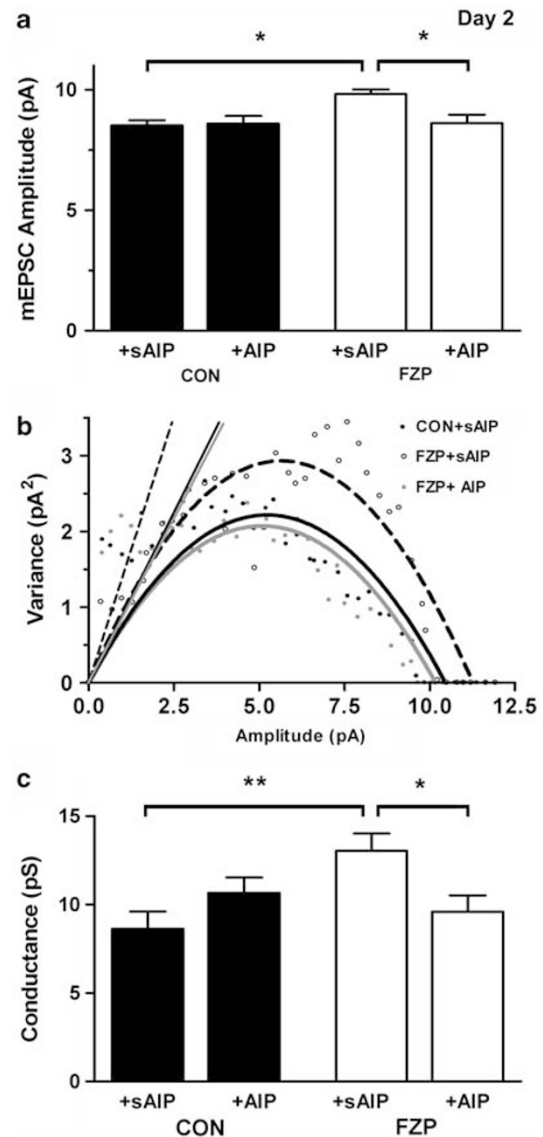 a
Day 2
*
*
mEPSC Amplitude (pA)
10
5
0
+sAIP
+AIP
+sAIP
+AIP
CON
FZP
b
CON+sAIP
FZP+sAIP
FZP+ AIP
Variance (pA²)
3
2
1
0
0.0
2.5
5.0
7.5
10.0
12.5
Amplitude (pA)
c
**
*
Conductance (pS)
15
10
5
0
+sAIP
+AIP
+sAIP
+AIP
CON
FZP